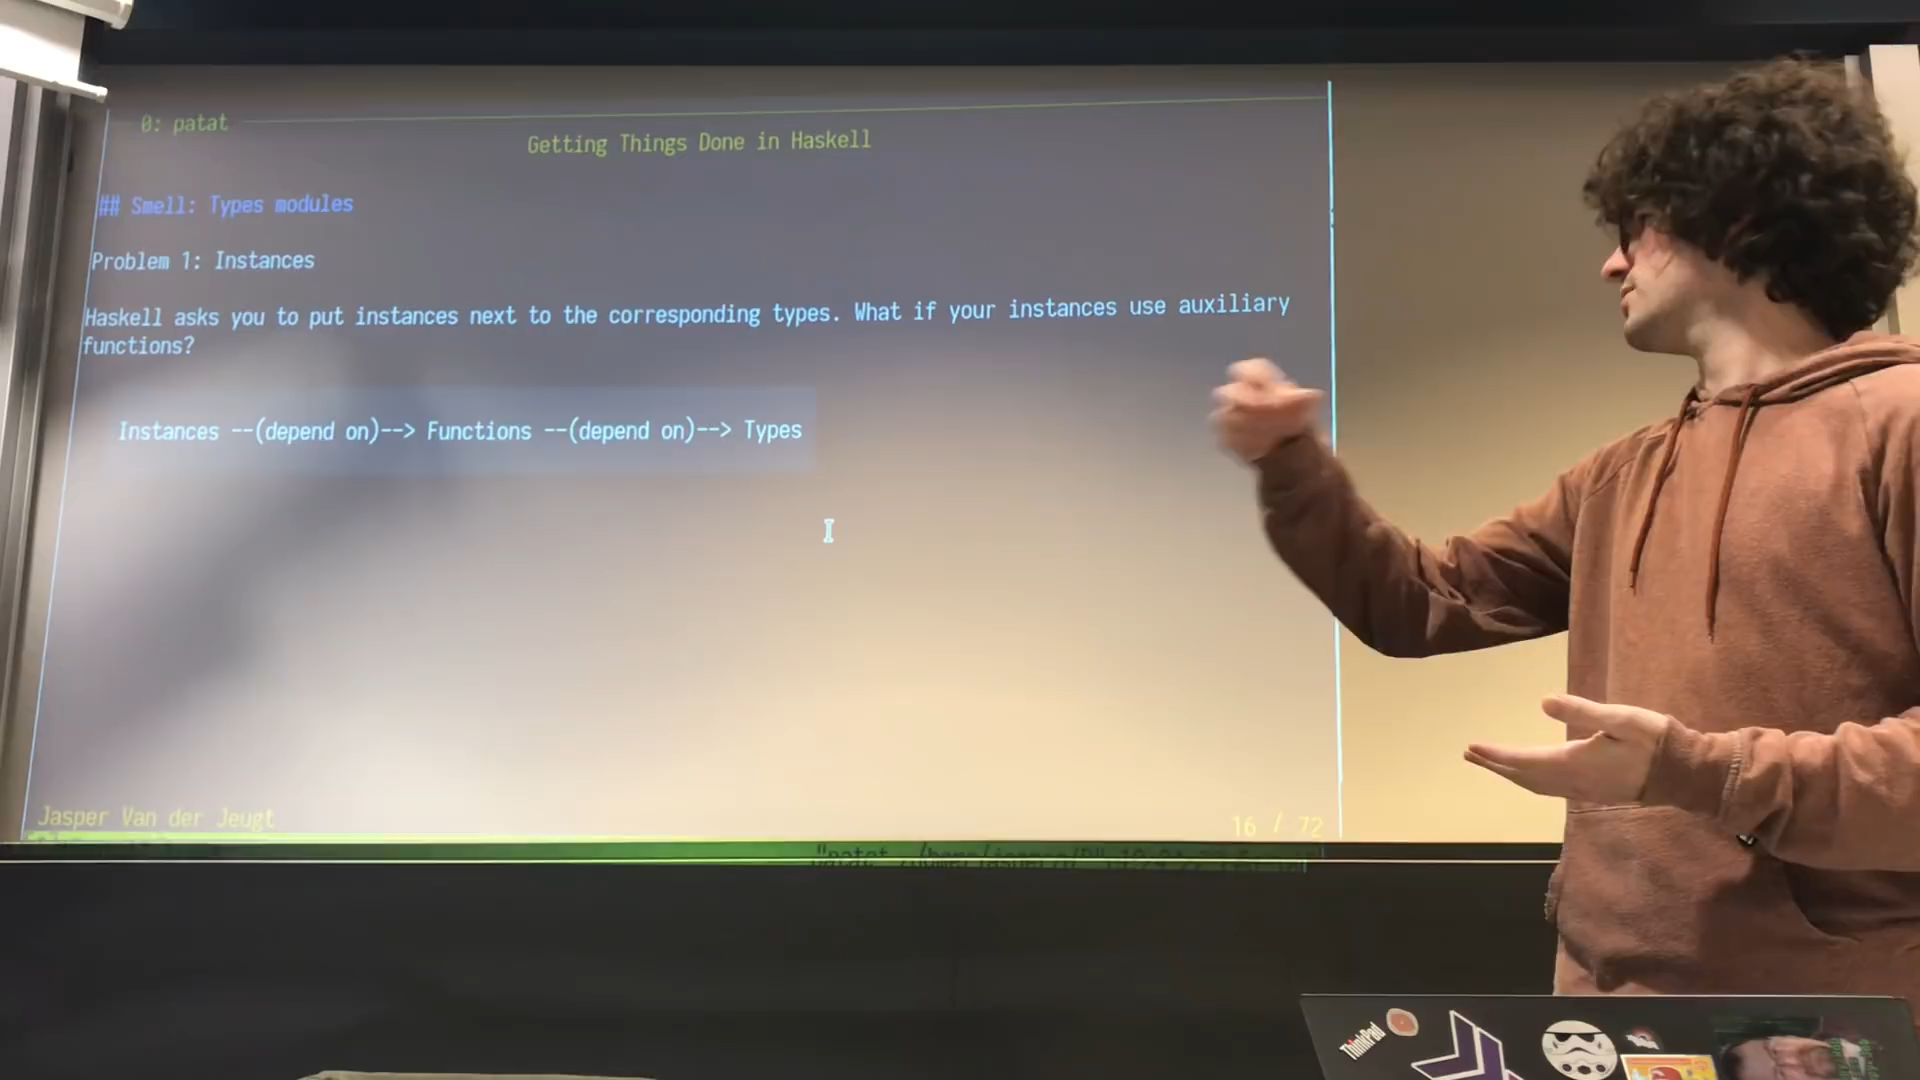 0: patat
Getting Things Done in Haskell
## Smell: Types modules
Problem 1: Instances
Haskell asks you to put instances next to the corresponding types. What if your instances use auxiliary
functions?
Instances --(depend on)--> Functions --(depend on)--> Types
Jasper Van der Jeugt
16 / 72
ThinkPad